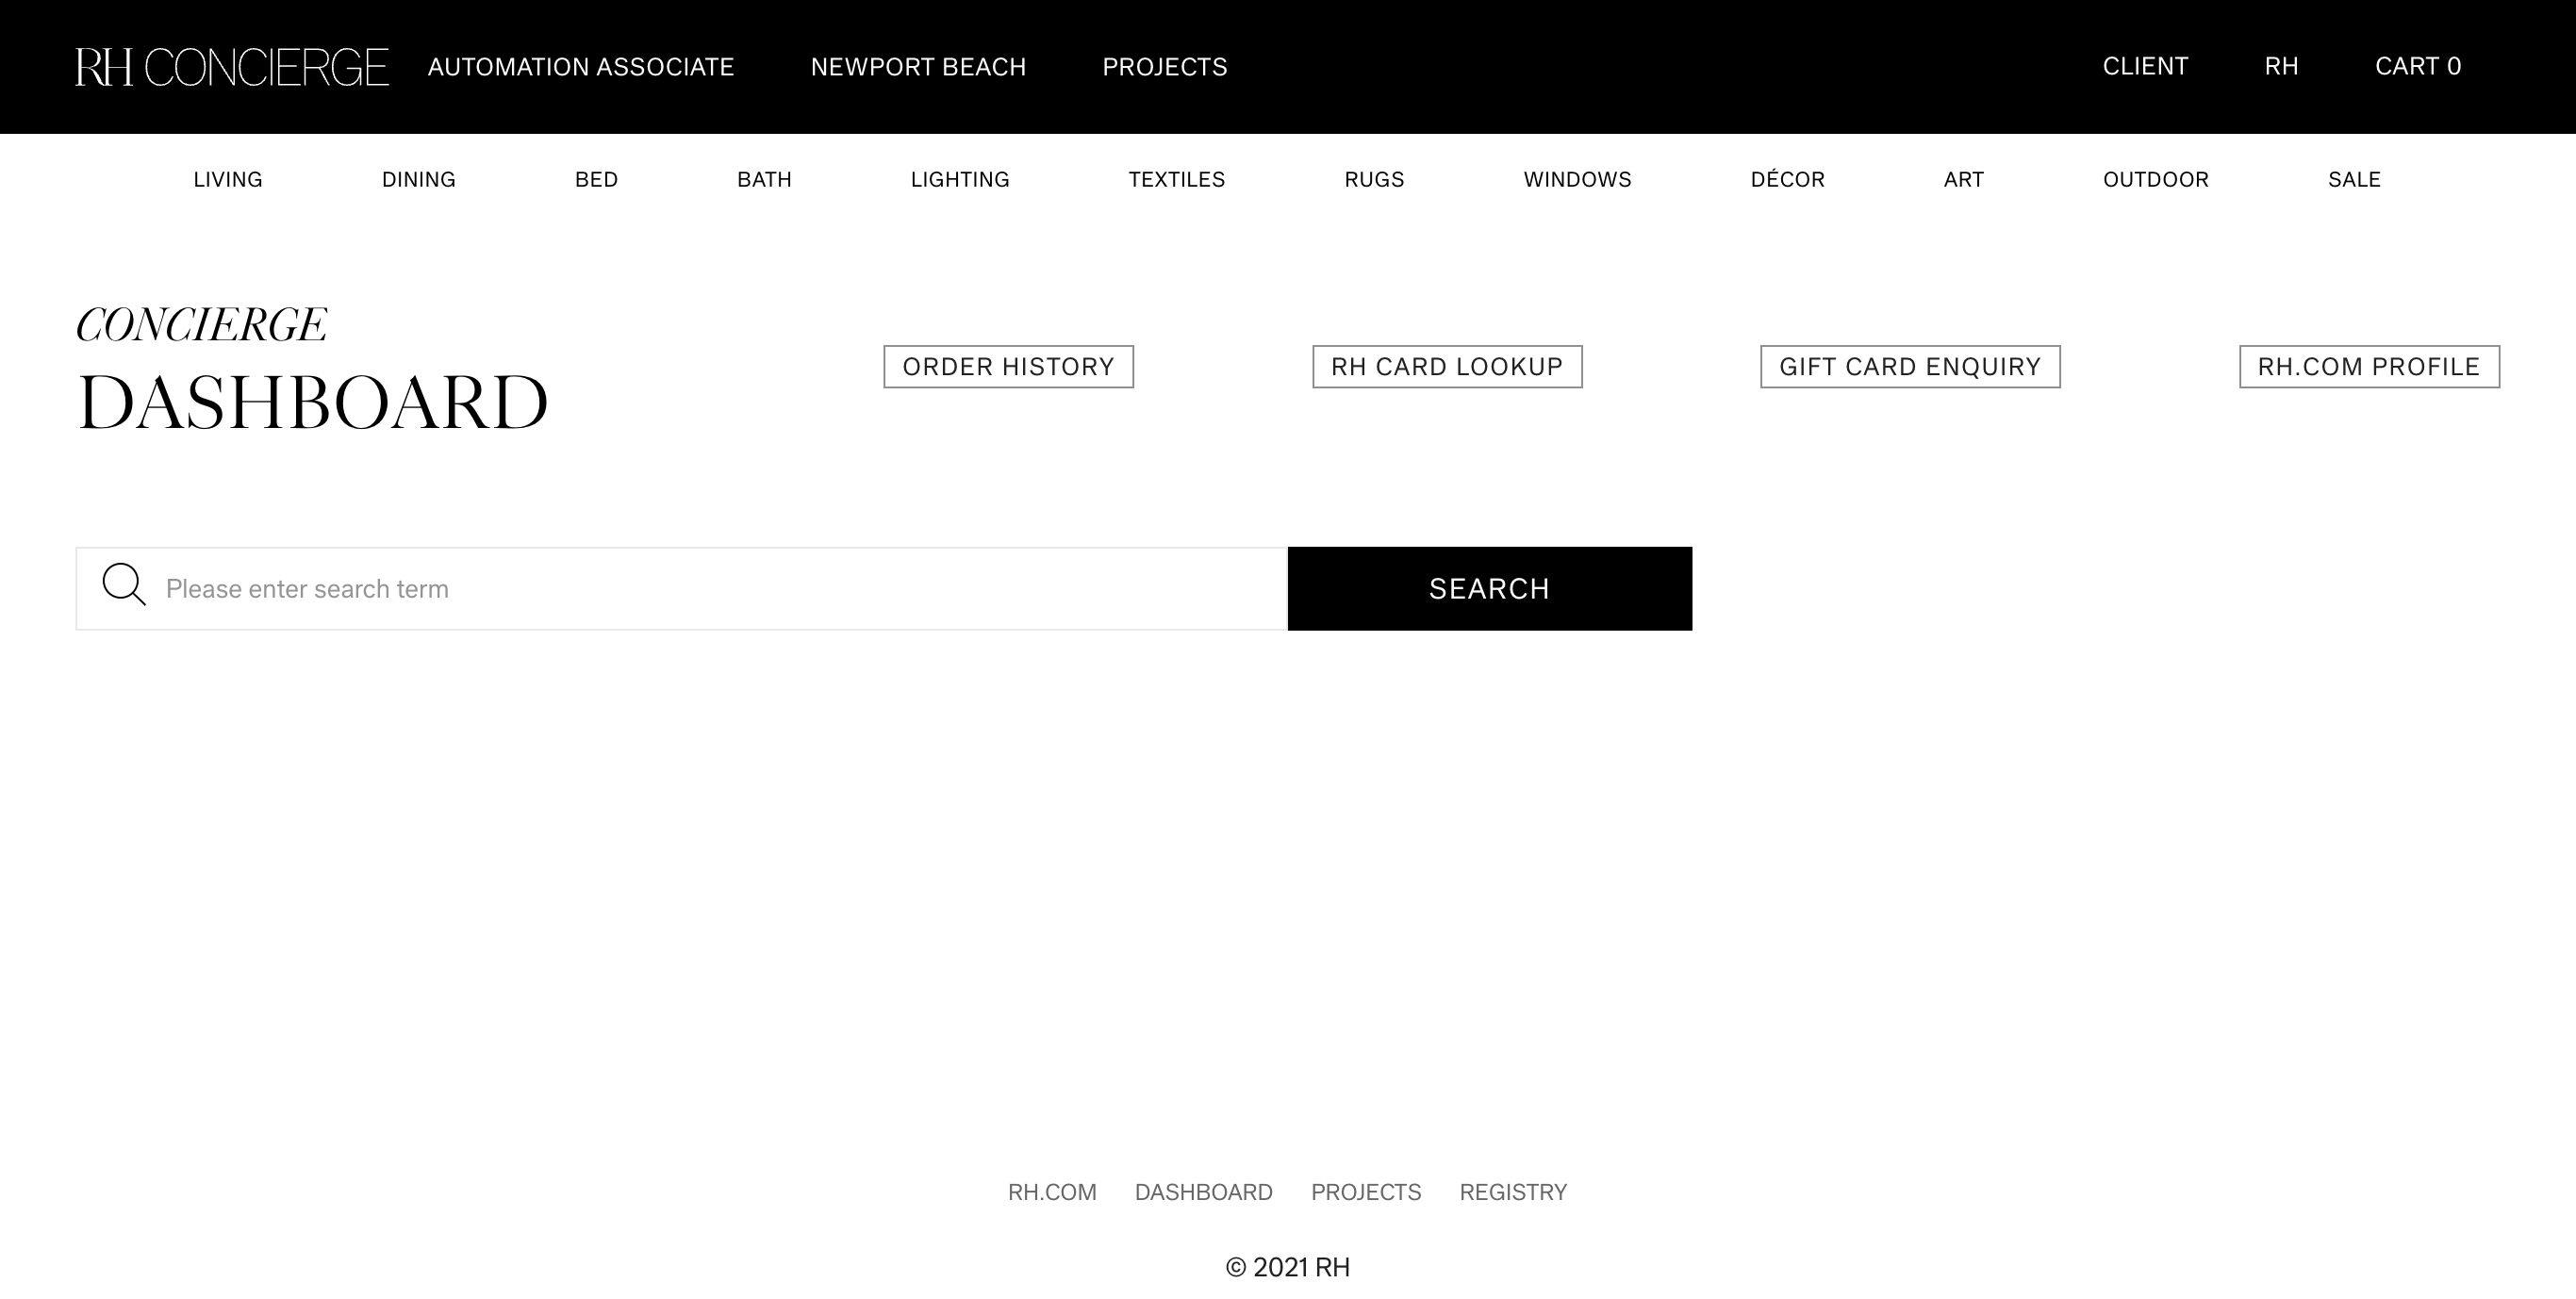 RH CONCIERGE AUTOMATION ASSOCIATE NEWPORT BEACH PROJECTS CLIENT RH CART 0
LIVING DINING BED BATH LIGHTING TEXTILES RUGS WINDOWS DÉCOR ART OUTDOOR SALE
CONCIERGE
DASHBOARD
ORDER HISTORY RH CARD LOOKUP GIFT CARD ENQUIRY RH.COM PROFILE
Please enter search term SEARCH
RH.COM DASHBOARD PROJECTS REGISTRY
© 2021 RH